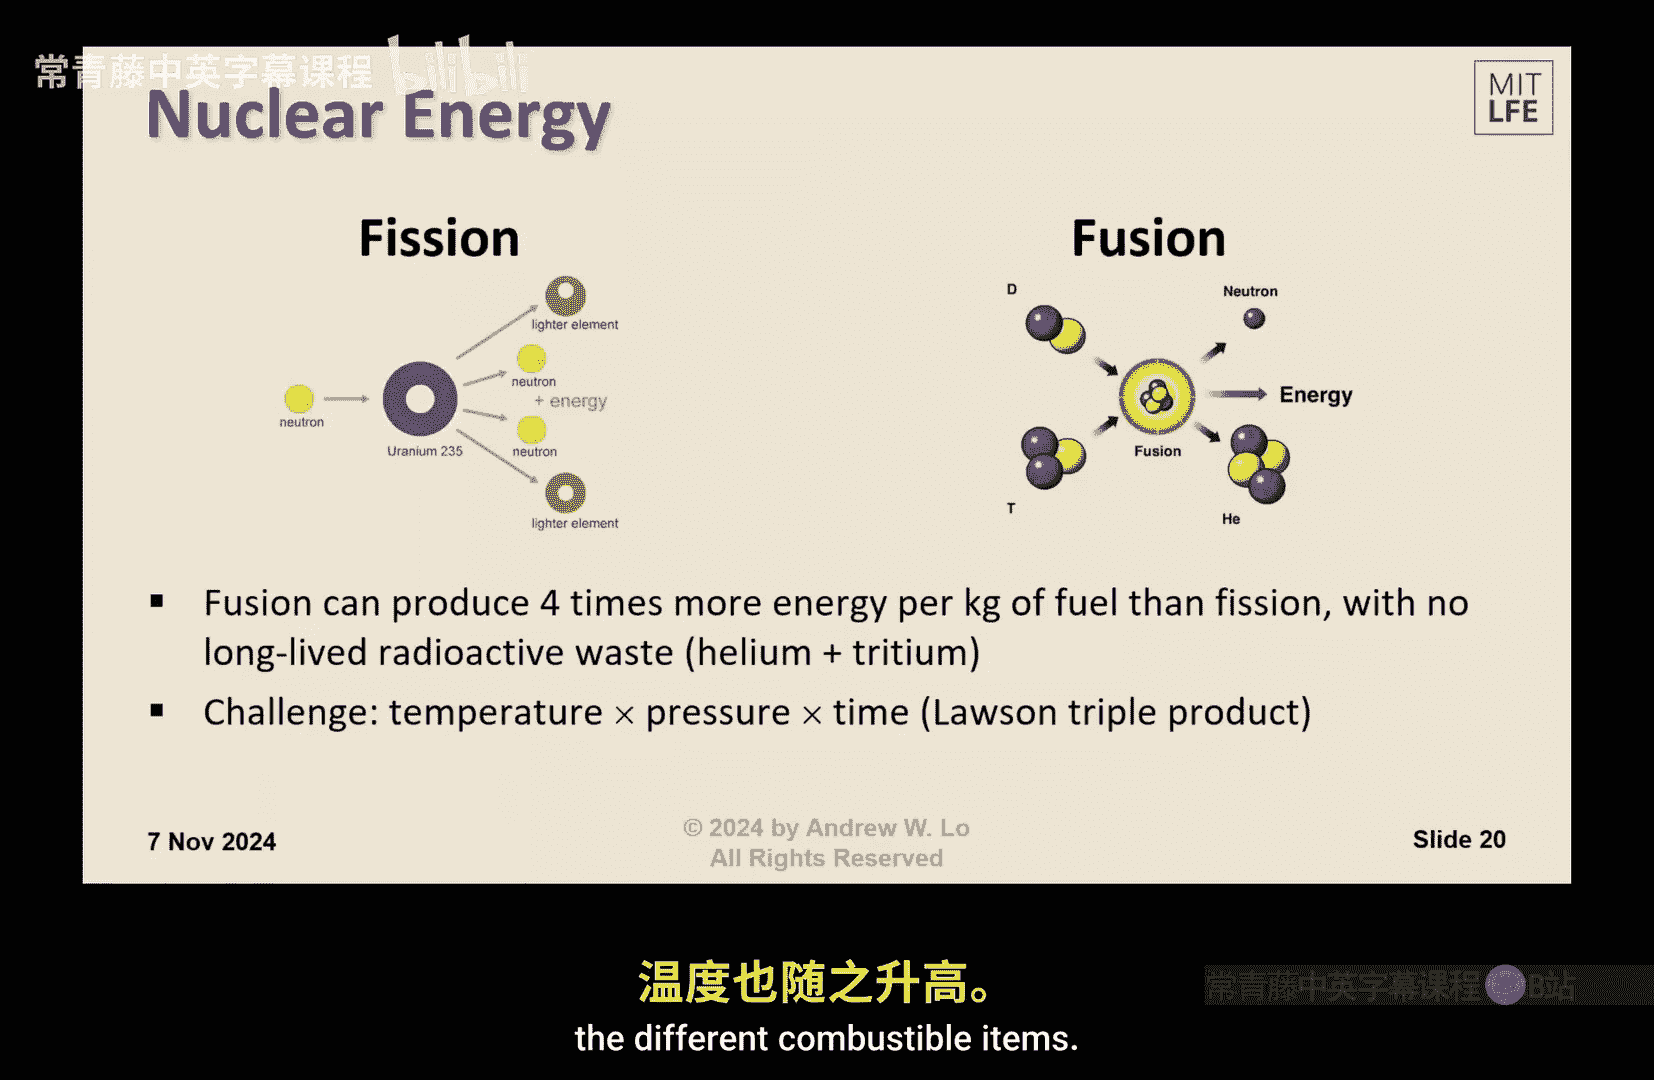 常青藤中英字幕课程 bilibili
Nuclear Energy
MIT
LFE
Fission
Fusion
lighter element
neutron
+ energy
neutron
Uranium 235
neutron
lighter element
D
Neutron
Energy
Fusion
T
He
▪ Fusion can produce 4 times more energy per kg of fuel than fission, with no
long-lived radioactive waste (helium + tritium)
▪ Challenge: temperature × pressure × time (Lawson triple product)
7 Nov 2024
© 2024 by Andrew W. Lo
All Rights Reserved
Slide 20
温度也随之升高。
常青藤中英字幕课程 B站
the different combustible items.